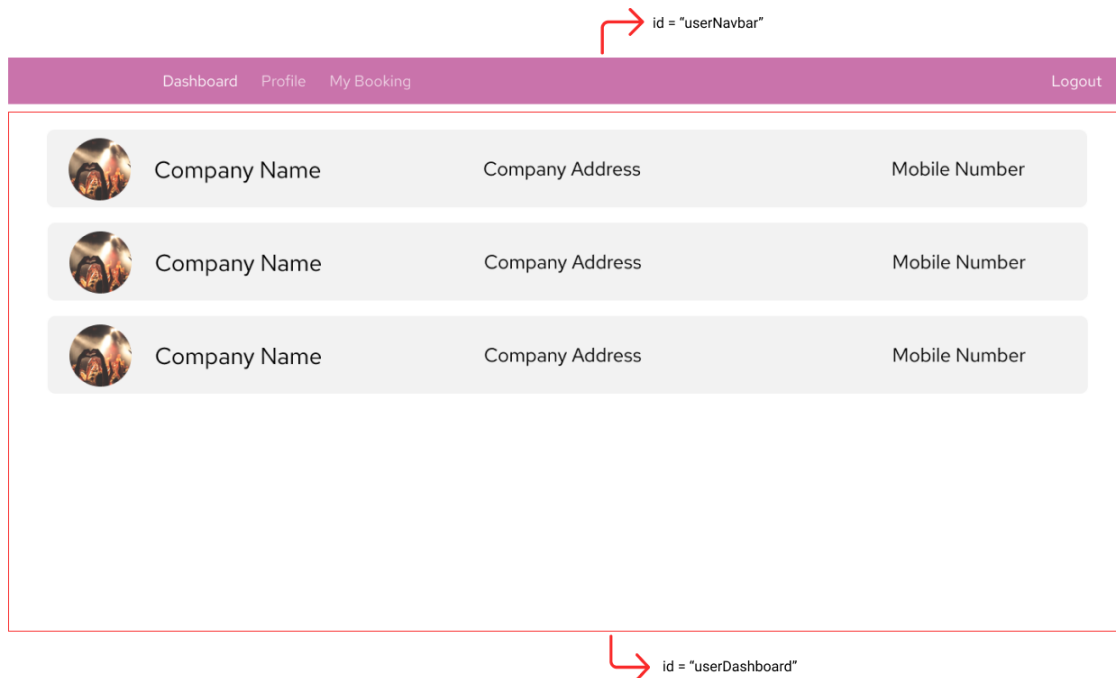 id = “userNavbar”
Dashboard Profile My Booking Logout
Company Name Company Address Mobile Number
Company Name Company Address Mobile Number
Company Name Company Address Mobile Number
id = “userDashboard”